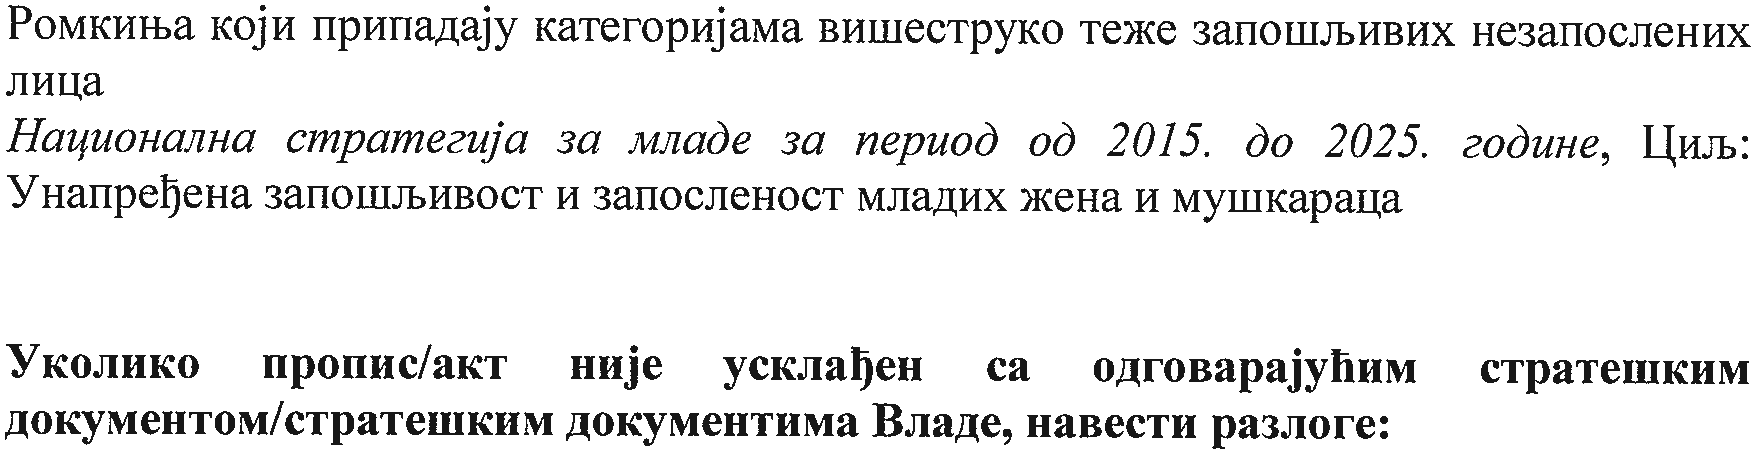 Ромкиња који припадају категоријама вишеструко теже запошљивих незапослених
лица
Национална стратегија за младе за период од 2015. до 2025. године, Циљ:
Унапређена запошљивост и запосленост младих жена и мушкараца
Уколико пропис/акт није усклађен са одговарајућим стратешким
документом/стратешким документима Владе, навести разлоге: